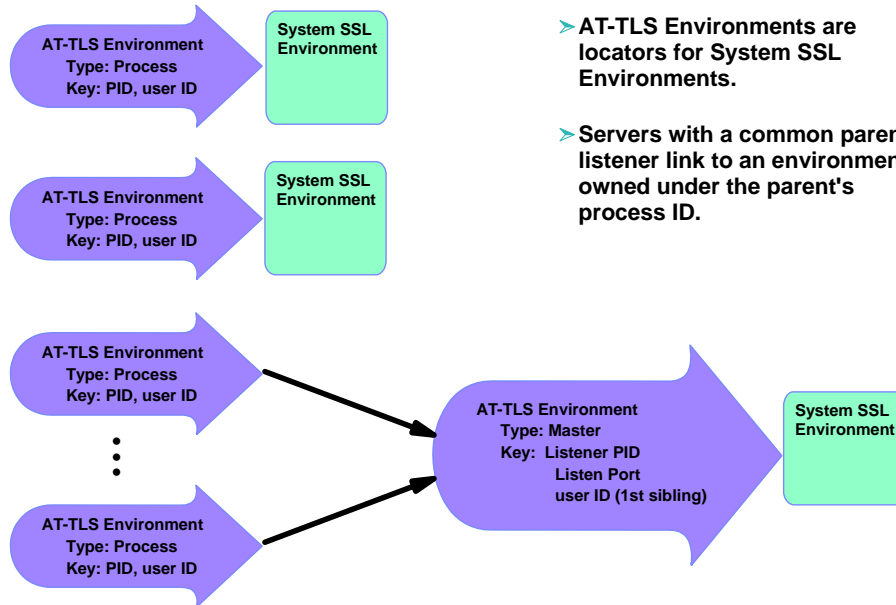 AT-TLS Environment
Type: Process
Key: PID, user ID
System SSL
Environment
➢AT-TLS Environments are
locators for System SSL
Environments.
➢Servers with a common paren
listener link to an environmen
owned under the parent's
process ID.
AT-TLS Environment
Type: Process
Key: PID, user ID
System SSL
Environment
AT-TLS Environment
Type: Process
Key: PID, user ID
AT-TLS Environment
Type: Master
Key: Listener PID
Listen Port
user ID (1st sibling)
System SSL
Environment
AT-TLS Environment
Type: Process
Key: PID, user ID